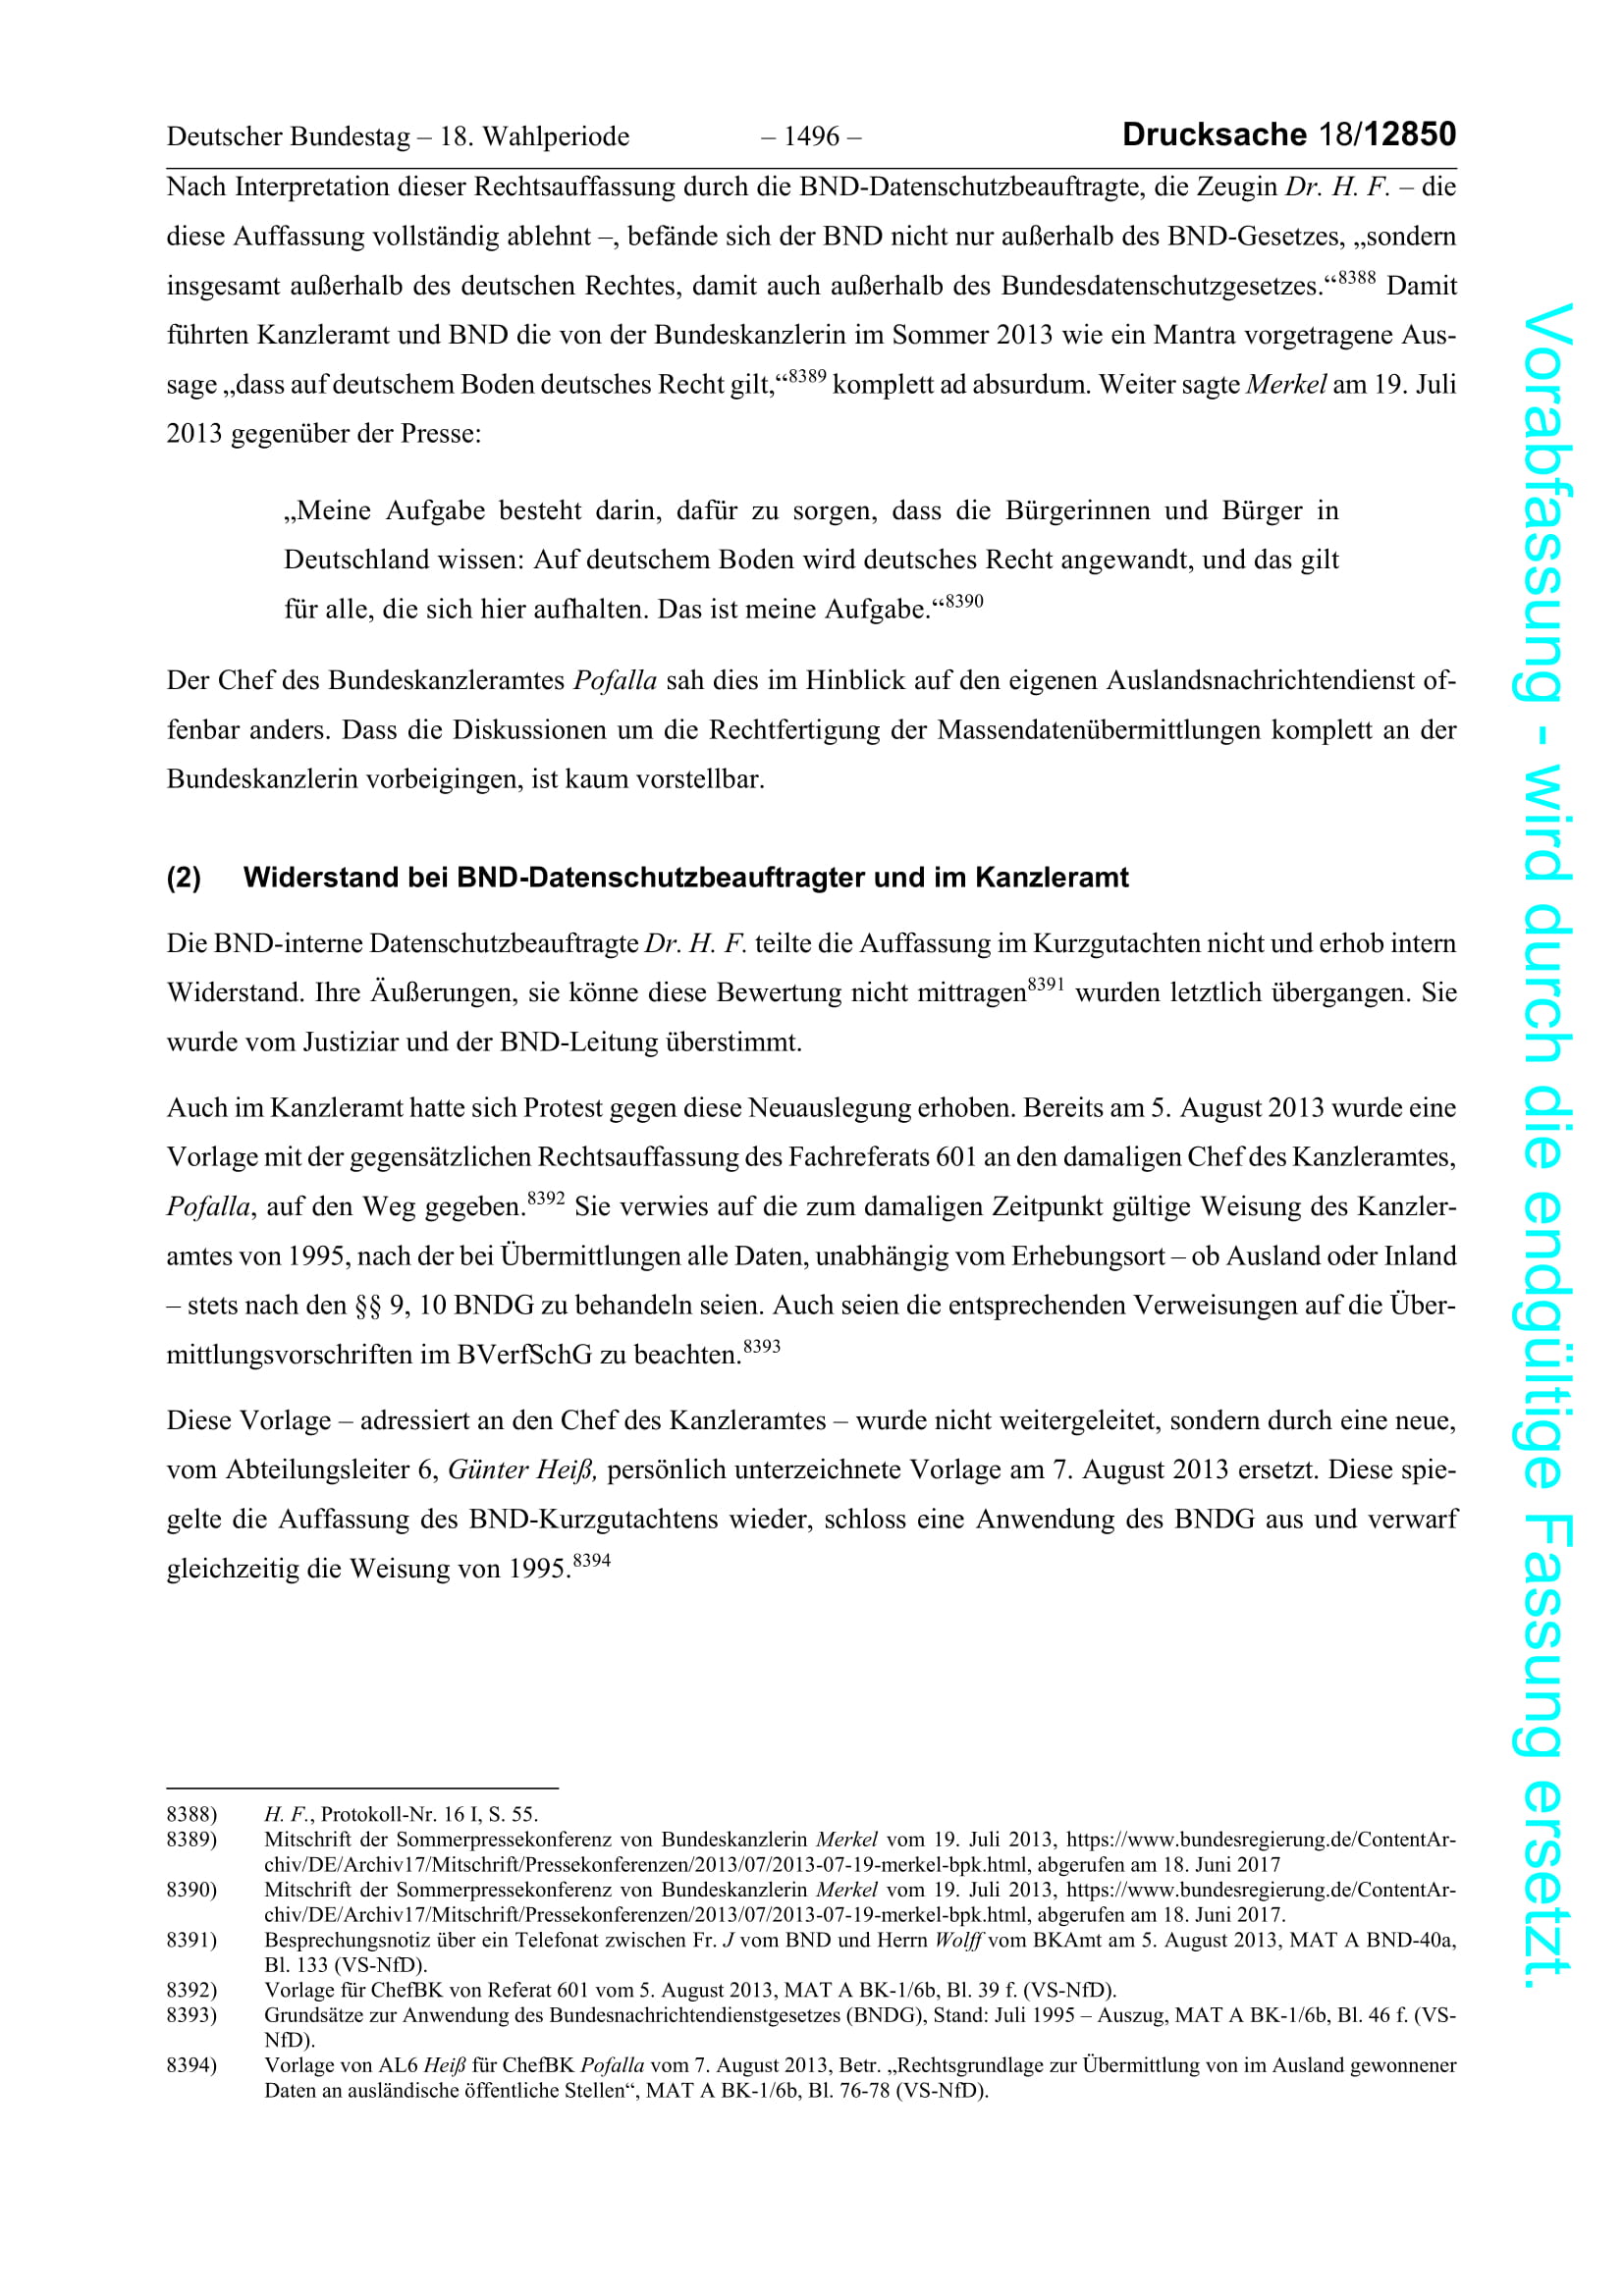 Deutscher Bundestag – 18. Wahlperiode – 1496 – Drucksache 18/12850
Nach Interpretation dieser Rechtsauffassung durch die BND-Datenschutzbeauftragte, die Zeugin Dr. H. F. – die
diese Auffassung vollständig ablehnt –, befände sich der BND nicht nur außerhalb des BND-Gesetzes, „sondern
insgesamt außerhalb des deutschen Rechtes, damit auch außerhalb des Bundesdatenschutzgesetzes.“8388 Damit
führten Kanzleramt und BND die von der Bundeskanzlerin im Sommer 2013 wie ein Mantra vorgetragene Aus-
sage „dass auf deutschem Boden deutsches Recht gilt,“8389 komplett ad absurdum. Weiter sagte Merkel am 19. Juli
2013 gegenüber der Presse:
„Meine Aufgabe besteht darin, dafür zu sorgen, dass die Bürgerinnen und Bürger in
Deutschland wissen: Auf deutschem Boden wird deutsches Recht angewandt, und das gilt
für alle, die sich hier aufhalten. Das ist meine Aufgabe.“8390
Der Chef des Bundeskanzleramtes Pofalla sah dies im Hinblick auf den eigenen Auslandsnachrichtendienst of-
fenbar anders. Dass die Diskussionen um die Rechtfertigung der Massendatenübermittlungen komplett an der
Bundeskanzlerin vorbeigingen, ist kaum vorstellbar.
(2) Widerstand bei BND-Datenschutzbeauftragter und im Kanzleramt
Die BND-interne Datenschutzbeauftragte Dr. H. F. teilte die Auffassung im Kurzgutachten nicht und erhob intern
Widerstand. Ihre Äußerungen, sie könne diese Bewertung nicht mittragen8391 wurden letztlich übergangen. Sie
wurde vom Justiziar und der BND-Leitung überstimmt.
Auch im Kanzleramt hatte sich Protest gegen diese Neuauslegung erhoben. Bereits am 5. August 2013 wurde eine
Vorlage mit der gegensätzlichen Rechtsauffassung des Fachreferats 601 an den damaligen Chef des Kanzleramtes,
Pofalla, auf den Weg gegeben.8392 Sie verwies auf die zum damaligen Zeitpunkt gültige Weisung des Kanzler-
amtes von 1995, nach der bei Übermittlungen alle Daten, unabhängig vom Erhebungsort – ob Ausland oder Inland
– stets nach den §§ 9, 10 BNDG zu behandeln seien. Auch seien die entsprechenden Verweisungen auf die Über-
mittlungsvorschriften im BVerfSchG zu beachten.8393
Diese Vorlage – adressiert an den Chef des Kanzleramtes – wurde nicht weitergeleitet, sondern durch eine neue,
vom Abteilungsleiter 6, Günter Heiß, persönlich unterzeichnete Vorlage am 7. August 2013 ersetzt. Diese spie-
gelte die Auffassung des BND-Kurzgutachtens wieder, schloss eine Anwendung des BNDG aus und verwarf
gleichzeitig die Weisung von 1995.8394
8388) H. F., Protokoll-Nr. 16 I, S. 55.
8389) Mitschrift der Sommerpressekonferenz von Bundeskanzlerin Merkel vom 19. Juli 2013, https://www.bundesregierung.de/ContentAr-
chiv/DE/Archiv17/Mitschrift/Pressekonferenzen/2013/07/2013-07-19-merkel-bpk.html, abgerufen am 18. Juni 2017
8390) Mitschrift der Sommerpressekonferenz von Bundeskanzlerin Merkel vom 19. Juli 2013, https://www.bundesregierung.de/ContentAr-
chiv/DE/Archiv17/Mitschrift/Pressekonferenzen/2013/07/2013-07-19-merkel-bpk.html, abgerufen am 18. Juni 2017.
8391) Besprechungsnotiz über ein Telefonat zwischen Fr. J vom BND und Herrn Wolff vom BKAmt am 5. August 2013, MAT A BND-40a,
Bl. 133 (VS-NfD).
8392) Vorlage für ChefBK von Referat 601 vom 5. August 2013, MAT A BK-1/6b, Bl. 39 f. (VS-NfD).
8393) Grundsätze zur Anwendung des Bundesnachrichtendienstgesetzes (BNDG), Stand: Juli 1995 – Auszug, MAT A BK-1/6b, Bl. 46 f. (VS-
NfD).
8394) Vorlage von AL6 Heiß für ChefBK Pofalla vom 7. August 2013, Betr. „Rechtsgrundlage zur Übermittlung von im Ausland gewonnener
Daten an ausländische öffentliche Stellen“, MAT A BK-1/6b, Bl. 76-78 (VS-NfD).
Vorabfassung - wird durch die endgültige Fassung ersetzt.